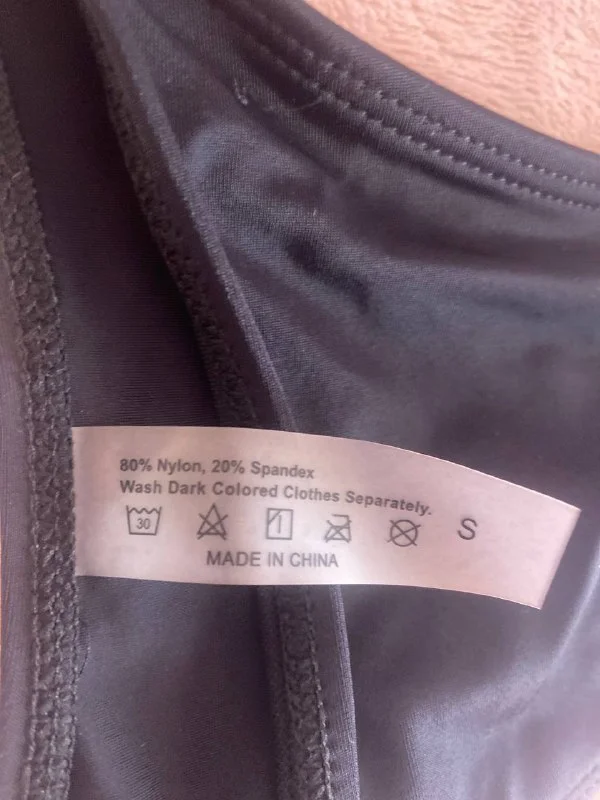 80% Nylon, 20% Spandex
Wash Dark Colored Clothes Separately.
30 S
MADE IN CHINA